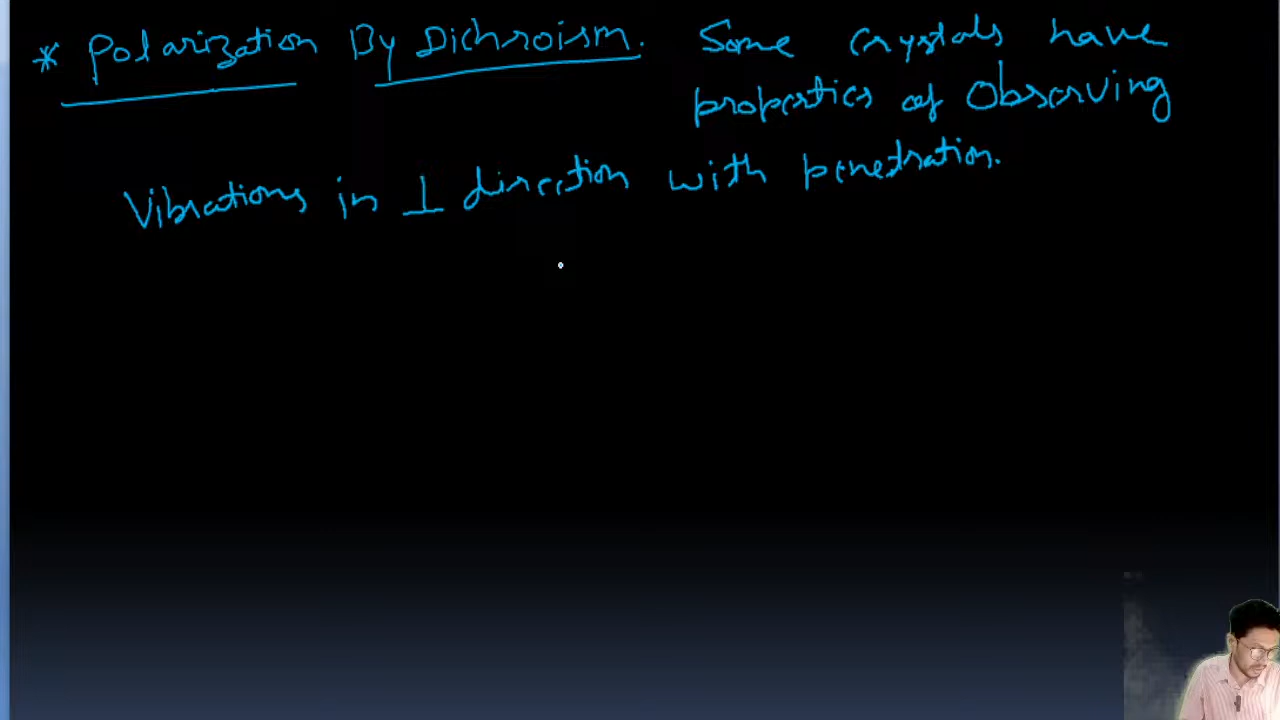 * Polarization By Dichroism. Some crystals have
properties of Observing
Vibrations in ⊥ direction with penetration.